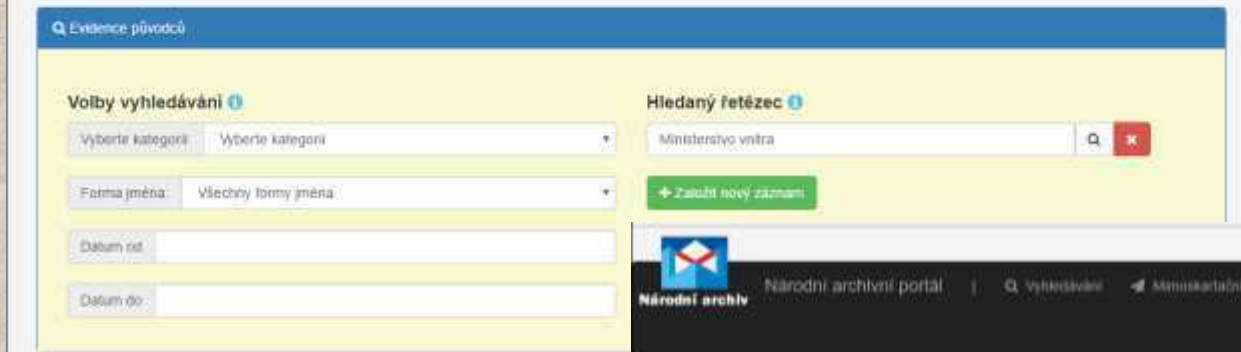 Evidence původců
Volby vyhledávání
Vyberte kategorii Vyberte kategorii
Forma jména: Všechny formy jména
Datum od
Datum do
Hledaný řetězec
Ministerstvo vnitra
Založit nový záznam
Národní archiv
Národní archivní portál | Vyhledávání Mimoskartační